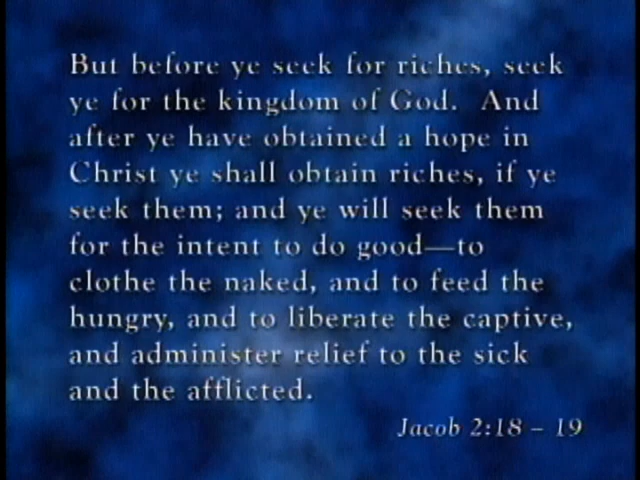 But before ye seek for riches, seek
ye for the kingdom of God.  And
after ye have obtained a hope in
Christ ye shall obtain riches, if ye
seek them; and ye will seek them
for the intent to do good—to
clothe the naked, and to feed the
hungry, and to liberate the captive,
and administer relief to the sick
and the afflicted.
Jacob 2:18 – 19